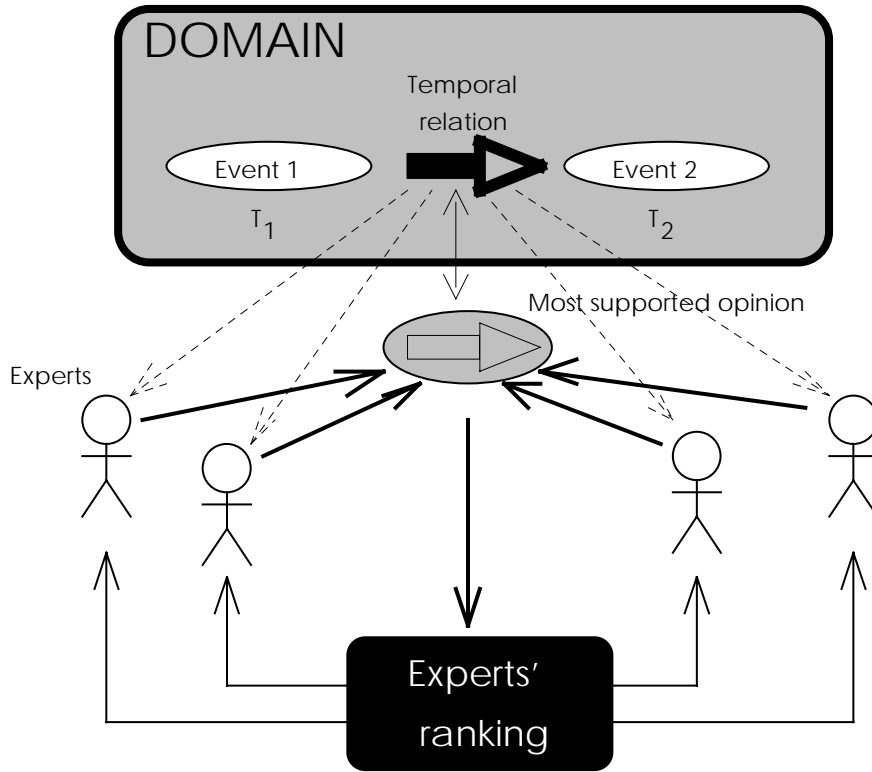 DOMAIN
Temporal
relation
Event 1
Event 2
T1
T2
Most supported opinion
Experts
Experts'
ranking